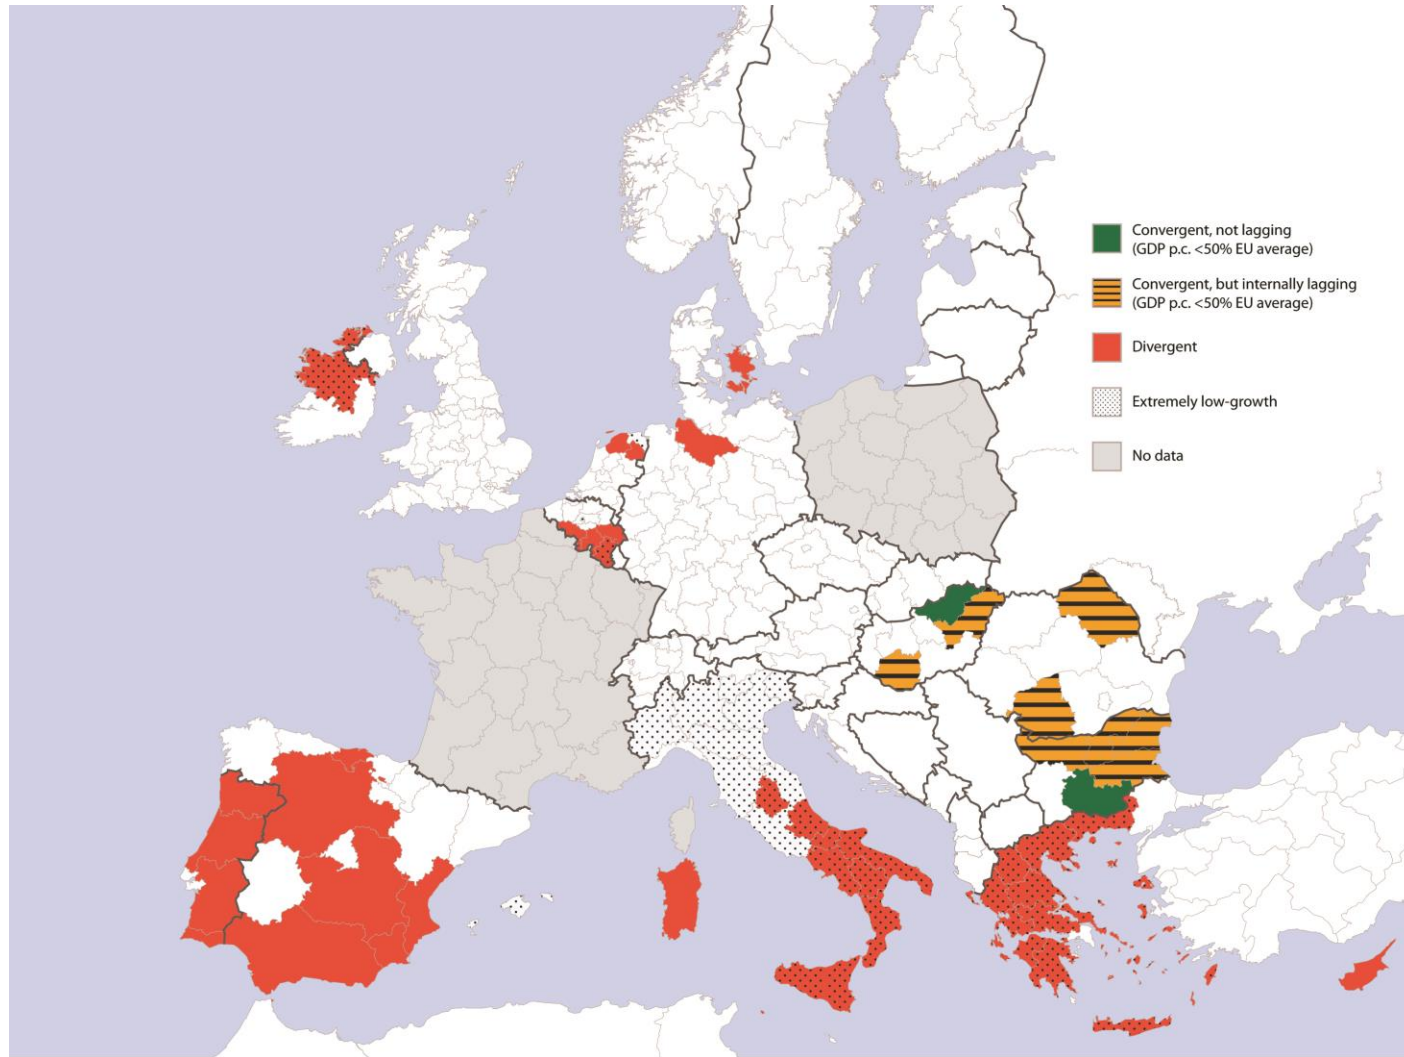 Convergent, not lagging
(GDP p.c. <50% EU average)
Convergent, but internally lagging
(GDP p.c. <50% EU average)
Divergent
Extremely low-growth
No data